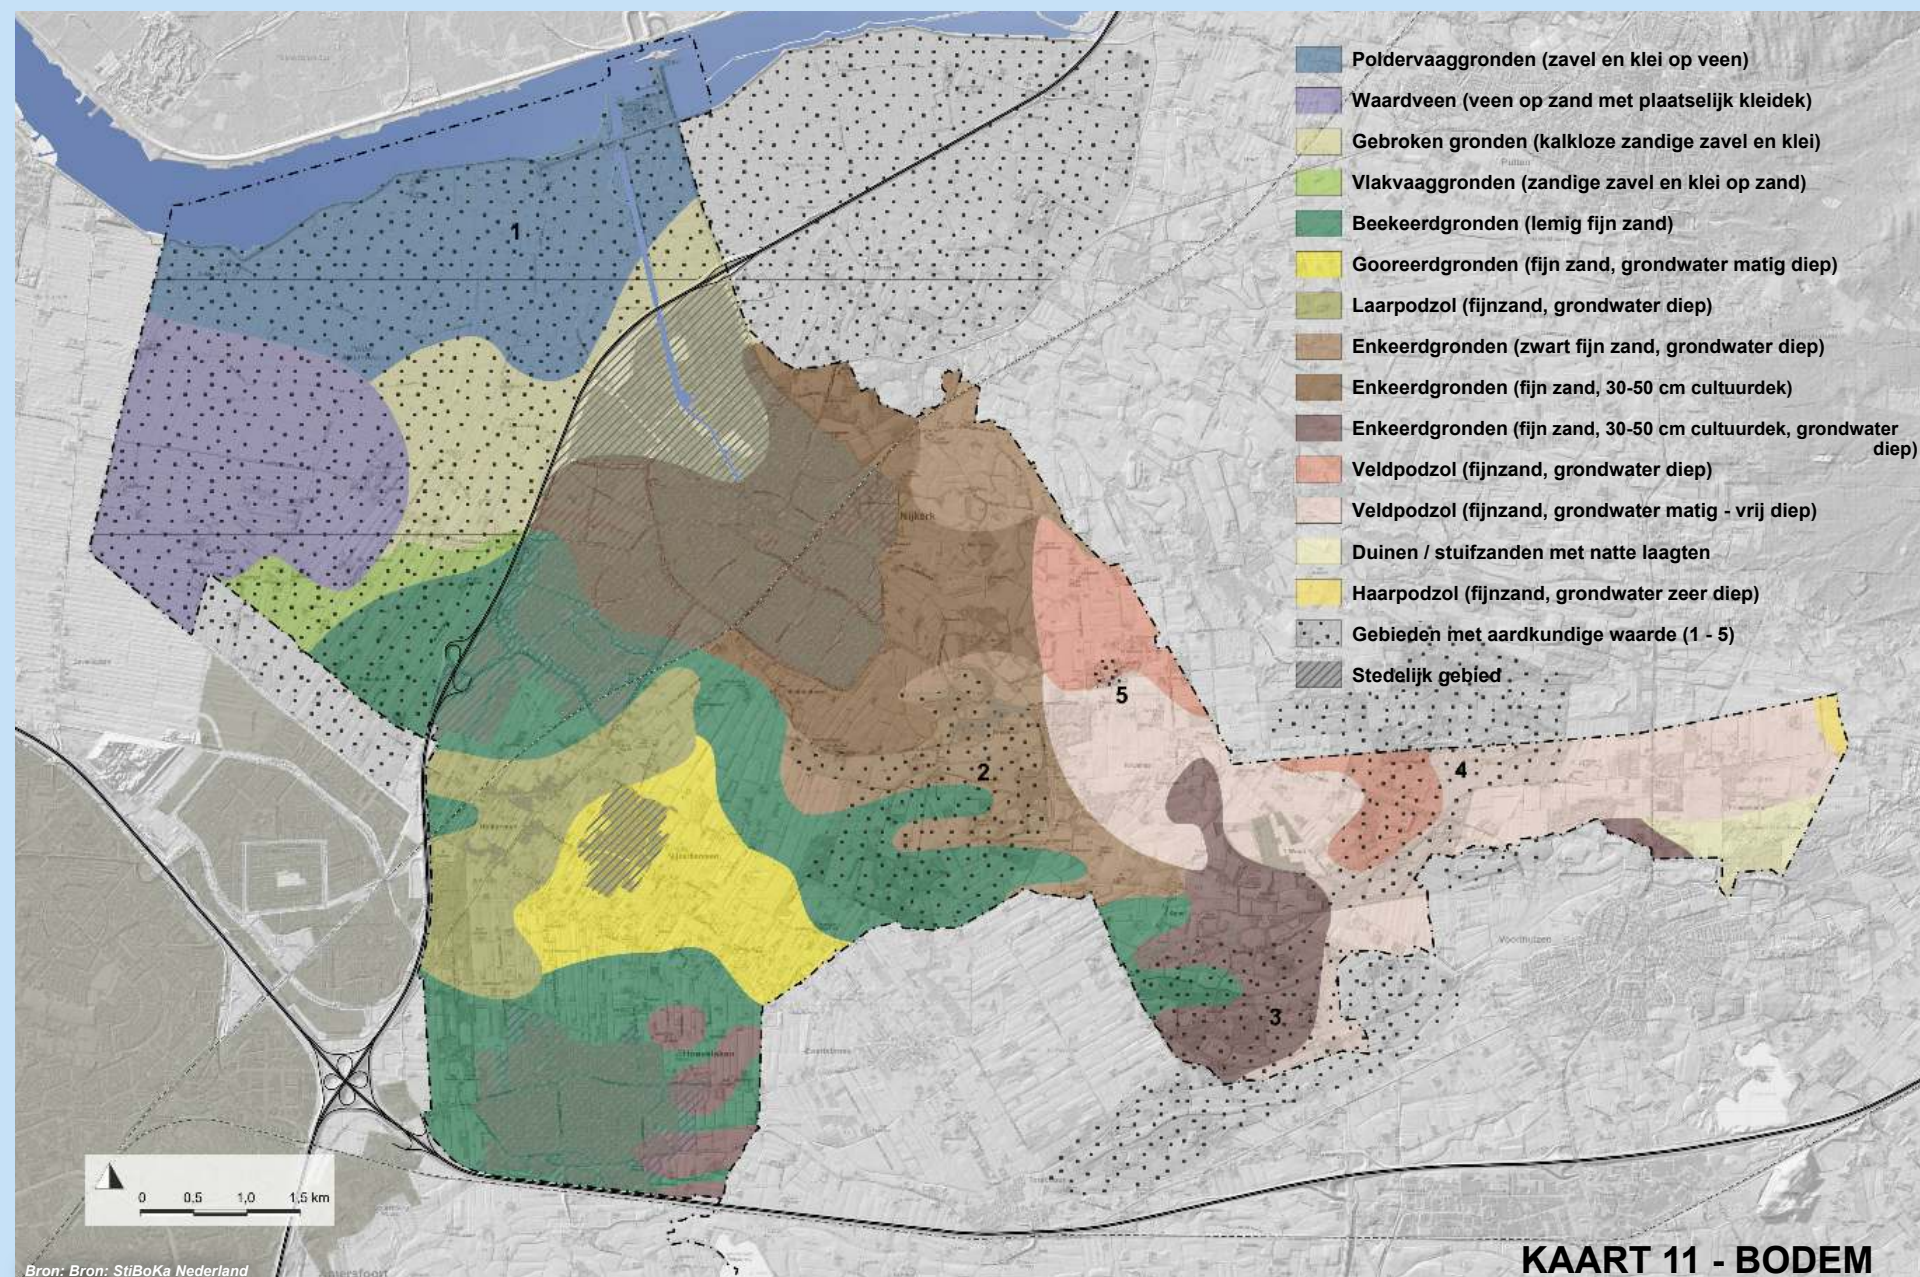 Poldervaaggronden (zavel en klei op veen)
Waardveen (veen op zand met plaatselijk kleidek)
Gebroken gronden (kalkloze zandige zavel en klei)
Vlakvaaggronden (zandige zavel en klei op zand)
Beekeerdgronden (lemig fijn zand)
Gooreerdgronden (fijn zand, grondwater matig diep)
Laarpodzol (fijnzand, grondwater diep)
Enkeerdgronden (zwart fijn zand, grondwater diep)
Enkeerdgronden (fijn zand, 30-50 cm cultuurdek)
Enkeerdgronden (fijn zand, 30-50 cm cultuurdek, grondwater
diep)
Veldpodzol (fijnzand, grondwater diep)
Veldpodzol (fijnzand, grondwater matig - vrij diep)
Duinen / stuifzanden met natte laagten
Haarpodzol (fijnzand, grondwater zeer diep)
Gebieden met aardkundige waarde (1 - 5)
Stedelijk gebied
Putten
1
Nijkerk
5
2
4
Voorthuizen
3
Hoevelaken
0 0,5 1,0 1,5 km
Amersfoort
Bron: Bron: StiBoKa Nederland
KAART 11 - BODEM